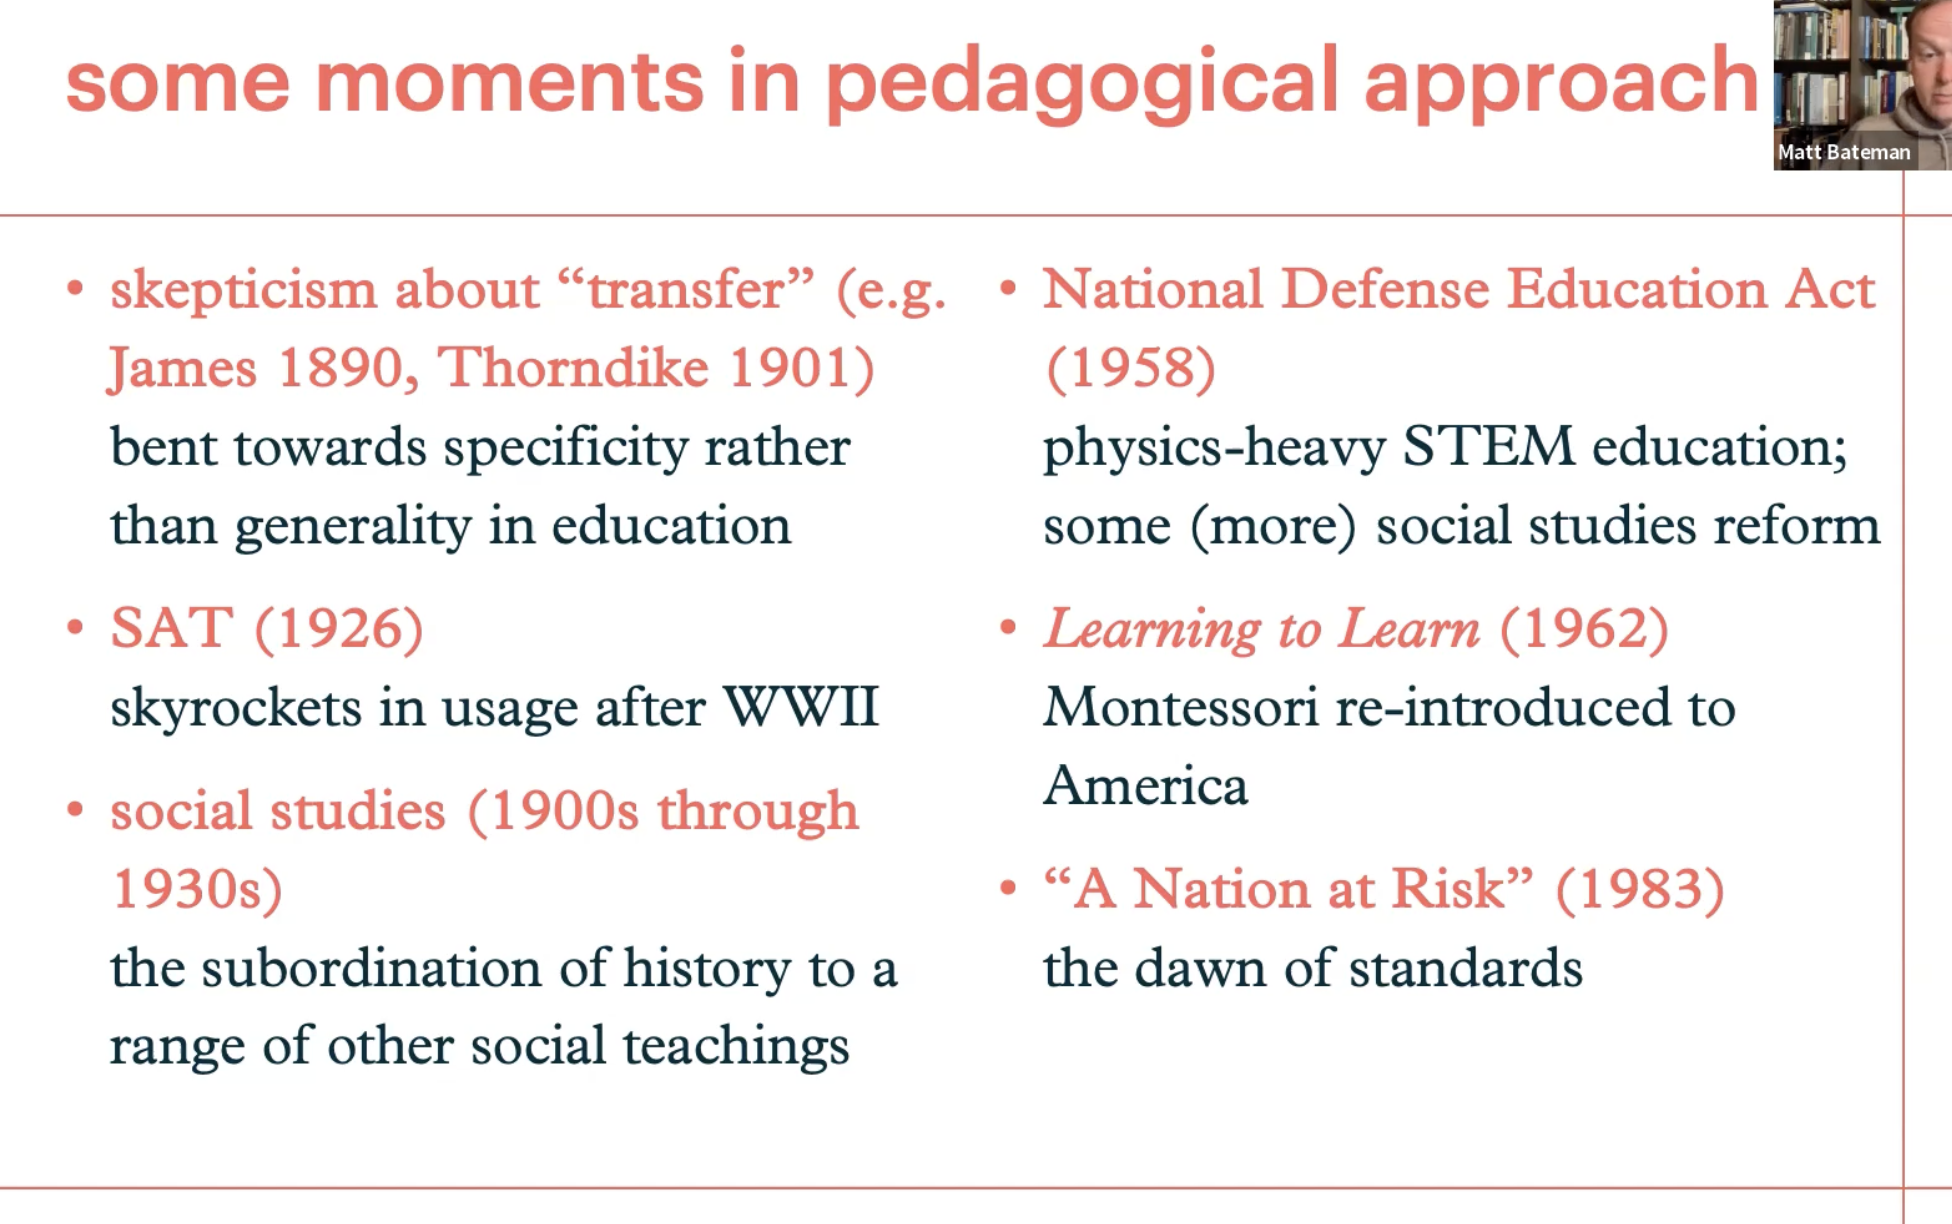 some moments in pedagogical approach
Matt Bateman
• skepticism about “transfer” (e.g.
James 1890, Thorndike 1901)
bent towards specificity rather
than generality in education
• SAT (1926)
skyrockets in usage after WWII
• social studies (1900s through
1930s)
the subordination of history to a
range of other social teachings
• National Defense Education Act
(1958)
physics-heavy STEM education;
some (more) social studies reform
• Learning to Learn (1962)
Montessori re-introduced to
America
• “A Nation at Risk” (1983)
the dawn of standards